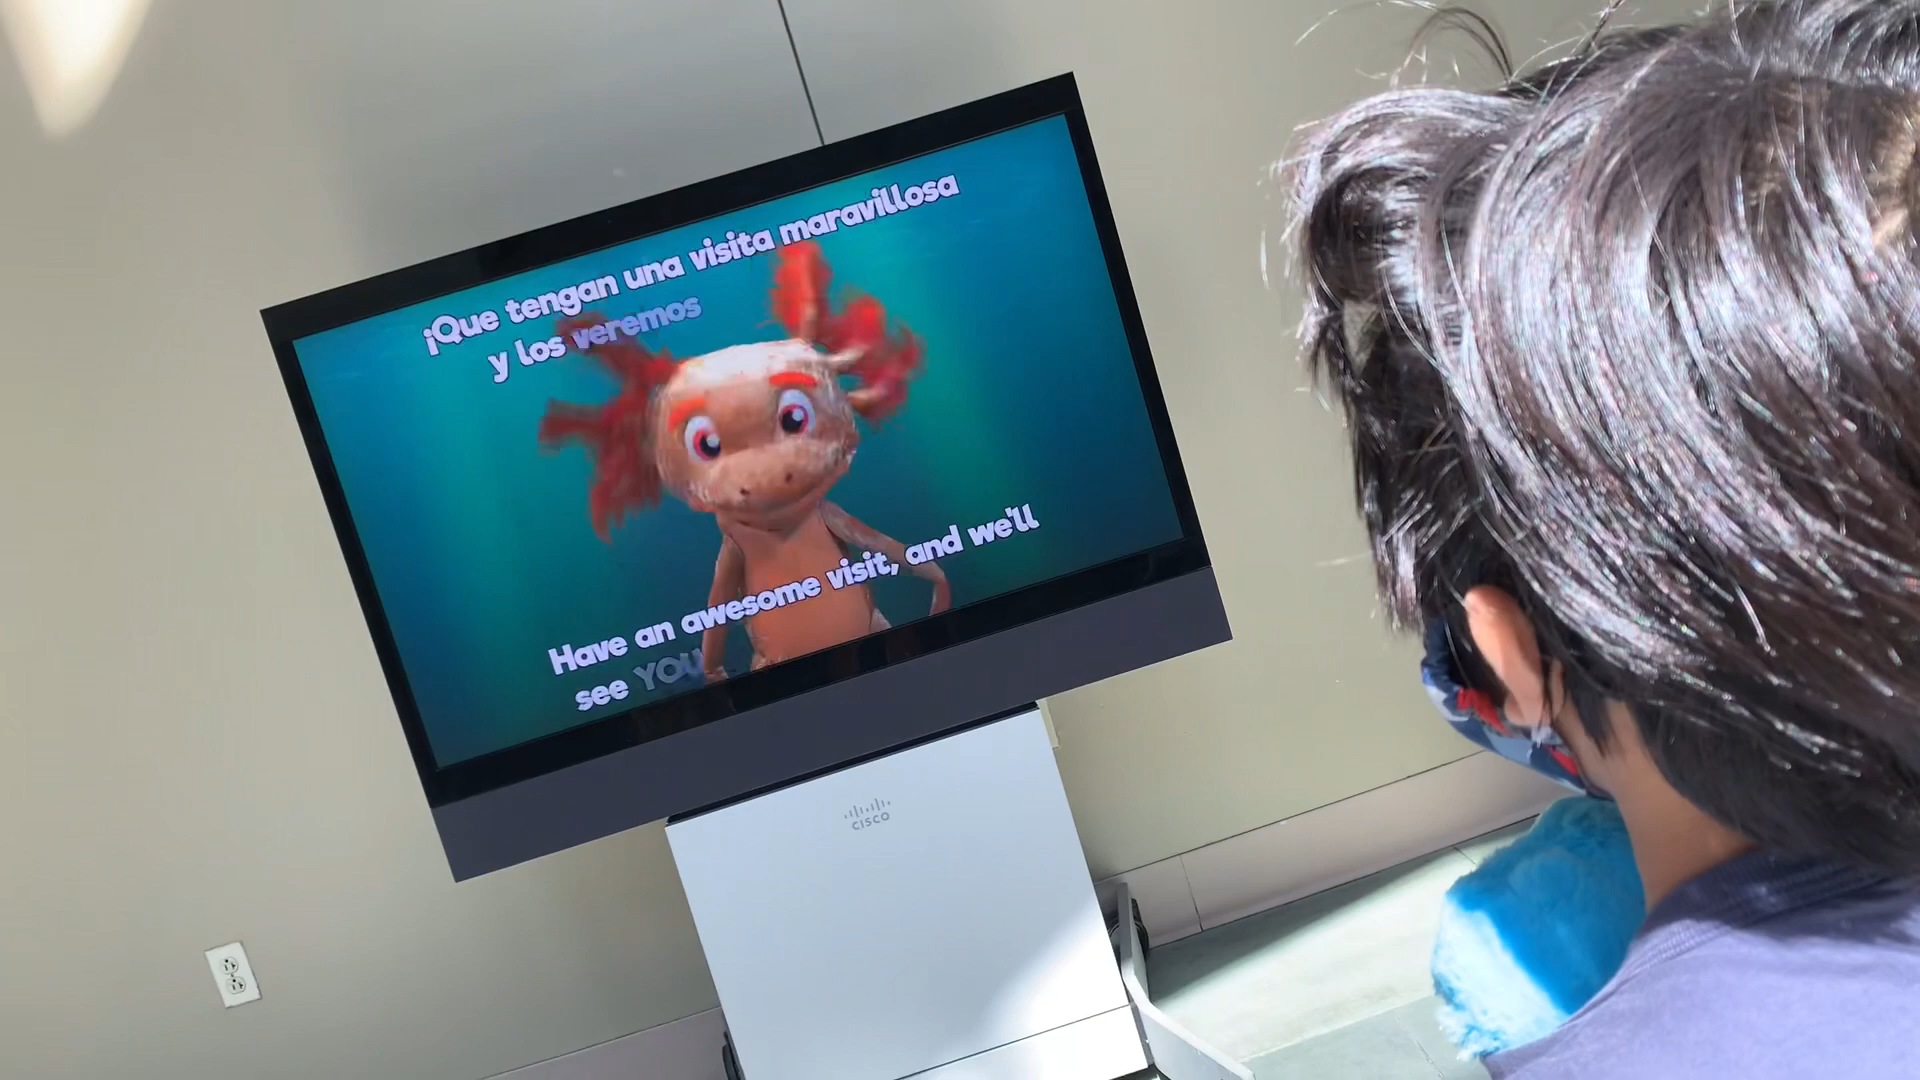 ¡Que tengan una visita maravillosa
y los veremos
Have an awesome visit, and we'll
see YOU
CISCO